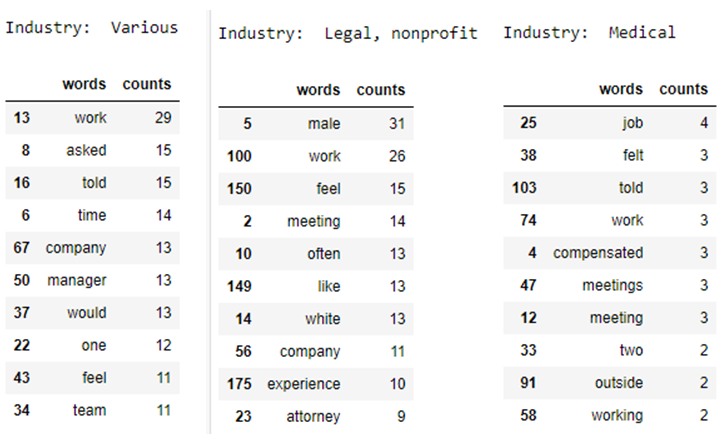 Industry: Various
words counts
13 work 29
8 asked 15
16 told 15
6 time 14
67 company 13
50 manager 13
37 would 13
22 one 12
43 feel 11
34 team 11
Industry: Legal, nonprofit
words counts
5 male 31
100 work 26
150 feel 15
2 meeting 14
10 often 13
149 like 13
14 white 13
56 company 11
175 experience 10
23 attorney 9
Industry: Medical
words counts
25 job 4
38 felt 3
103 told 3
74 work 3
4 compensated 3
47 meetings 3
12 meeting 3
33 two 2
91 outside 2
58 working 2